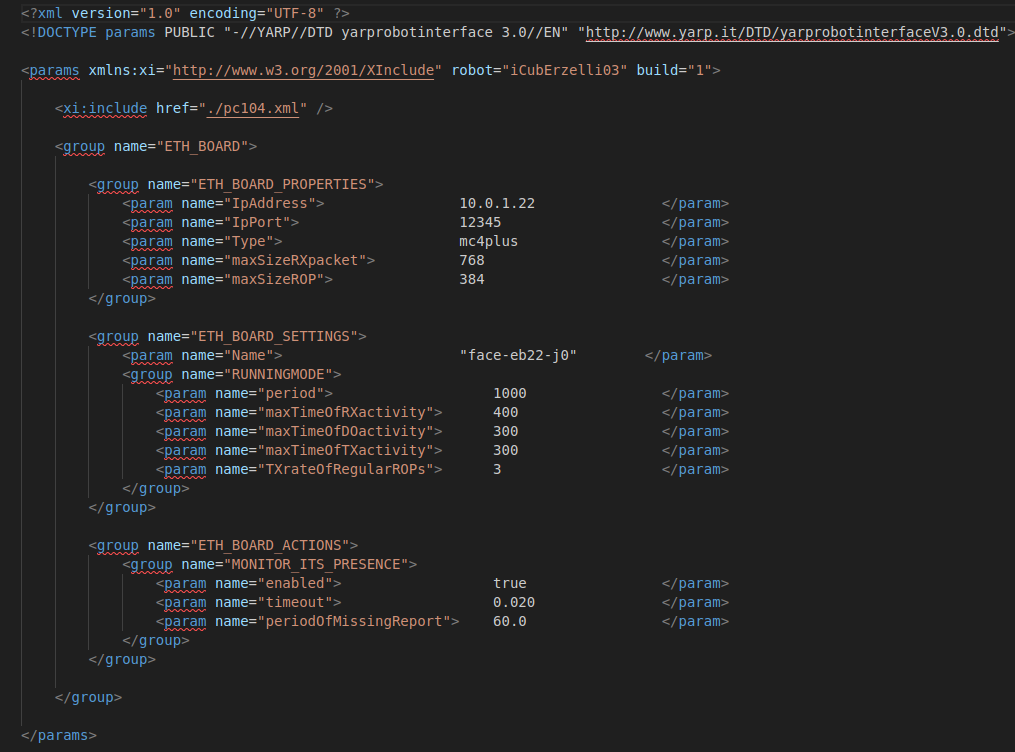 <?xml version="1.0" encoding="UTF-8" ?>
<!DOCTYPE params PUBLIC "-//YARP//DTD yarprobotinterface 3.0//EN" "http://www.yarp.it/DTD/yarprobotinterfaceV3.0.dtd">
<params xmlns:xi="http://www.w3.org/2001/XInclude" robot="iCubErzelli03" build="1">
<xi:include href="./pc104.xml" />
<group name="ETH_BOARD">
<group name="ETH_BOARD_PROPERTIES">
<param name="IpAddress"> 10.0.1.22 </param>
<param name="IpPort"> 12345 </param>
<param name="Type"> mc4plus </param>
<param name="maxSizeRXpacket"> 768 </param>
<param name="maxSizeROP"> 384 </param>
</group>
<group name="ETH_BOARD_SETTINGS">
<param name="Name"> "face-eb22-j0" </param>
<group name="RUNNINGMODE">
<param name="period"> 1000 </param>
<param name="maxTimeOfRXactivity"> 400 </param>
<param name="maxTimeOfDOactivity"> 300 </param>
<param name="maxTimeOfTXactivity"> 300 </param>
<param name="TXrateOfRegularROPs"> 3 </param>
</group>
</group>
<group name="ETH_BOARD_ACTIONS">
<group name="MONITOR_ITS_PRESENCE">
<param name="enabled"> true </param>
<param name="timeout"> 0.020 </param>
<param name="periodOfMissingReport"> 60.0 </param>
</group>
</group>
</group>
</params>